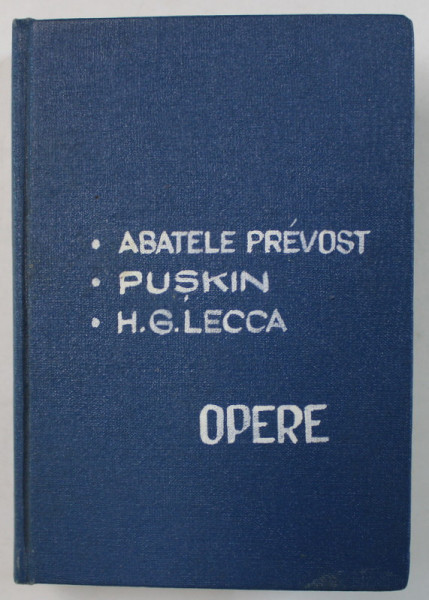 • ABATELE PRÉVOST
• PUȘKIN
• H.G.LECCA
OPERE